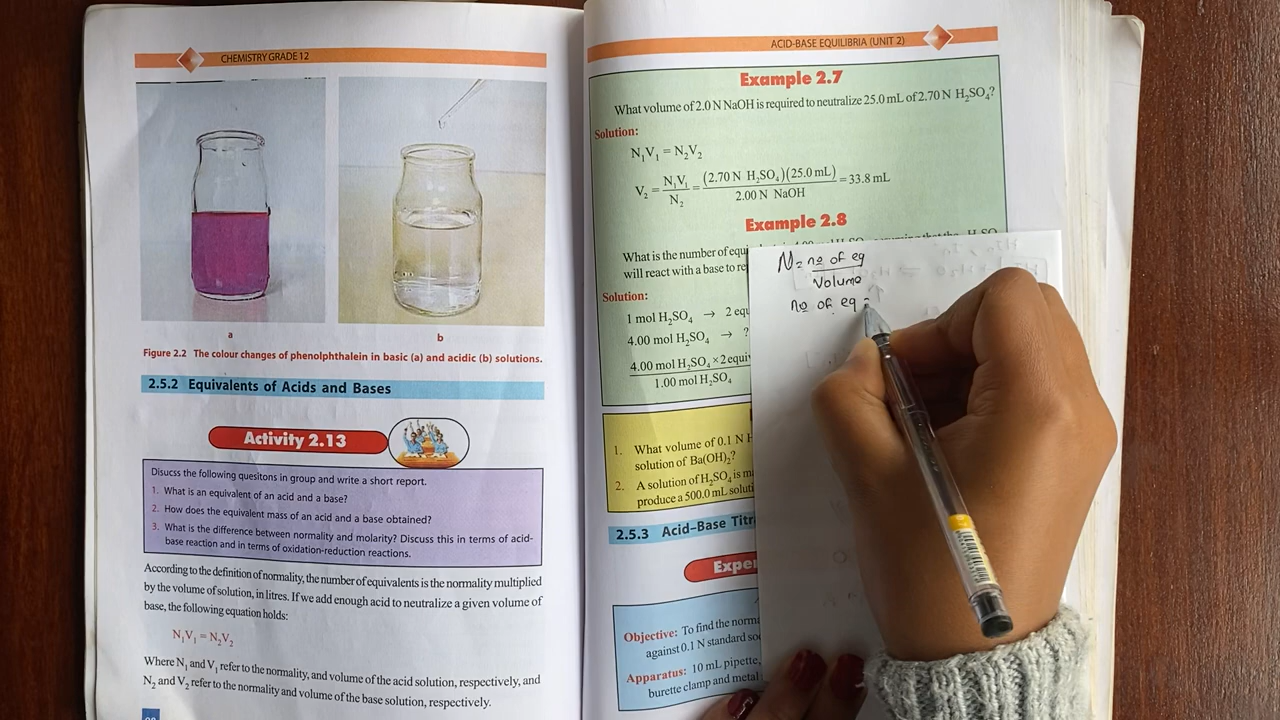 CHEMISTRY GRADE 12
a
b
Figure 2.2 The colour changes of phenolphthalein in basic (a) and acidic (b) solutions.
2.5.2 Equivalents of Acids and Bases
Activity 2.13
Disucss the following quesitons in group and write a short report.
1. What is an equivalent of an acid and a base?
2. How does the equivalent mass of an acid and a base obtained?
3. What is the difference between normality and molarity? Discuss this in terms of acid-
base reaction and in terms of oxidation-reduction reactions.
According to the definition of normality, the number of equivalents is the normality multiplied
by the volume of solution, in litres. If we add enough acid to neutralize a given volume of
base, the following equation holds:
N₁V₁ = N₂V₂
Where N₁ and V₁ refer to the normality, and volume of the acid solution, respectively, and
N₂ and V₂ refer to the normality and volume of the base solution, respectively.
ACID-BASE EQUILIBRIA (UNIT 2)
Example 2.7
What volume of 2.0 N NaOH is required to neutralize 25.0 mL of 2.70 N H₂SO₄?
Solution:
N₁V₁ = N₂V₂
V₂ = N₁V₁/N₂ = (2.70 N H₂SO₄)(25.0 mL)/2.00 N NaOH = 33.8 mL
Example 2.8
What is the number of equi
will react with a base to re
Solution:
1 mol H₂SO₄ → 2 equ
4.00 mol H₂SO₄ → ?
4.00 mol H₂SO₄ × 2 equiv
1.00 mol H₂SO₄
1. What volume of 0.1 N H
solution of Ba(OH)₂?
2. A solution of H₂SO₄ is ma
produce a 500.0 mL soluti
2.5.3 Acid–Base Titr
Exper
Objective: To find the norma
against 0.1 N standard so
Apparatus: 10 mL pipette,
burette clamp and metal
N = nº of eq
Volume
nº of eq =